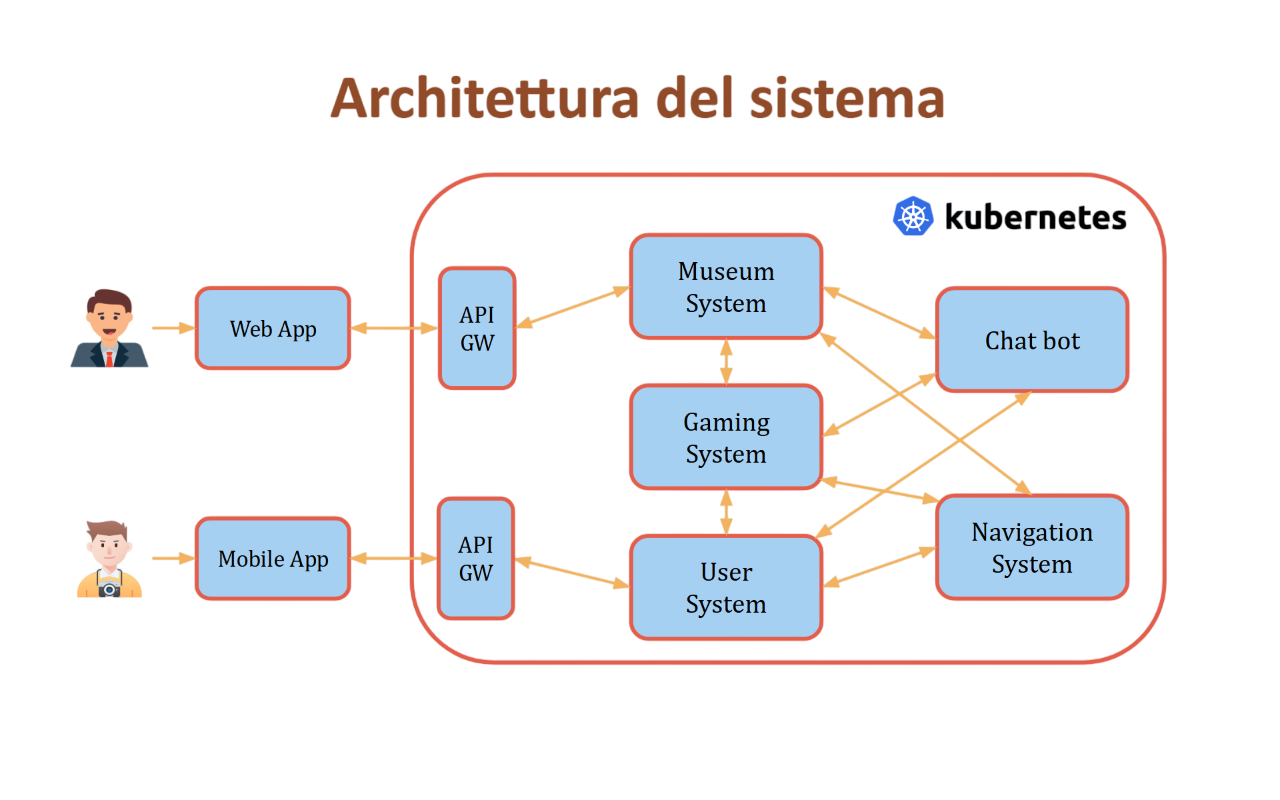 Architettura del sistema
kubernetes
Web App
API
GW
Museum
System
Chat bot
Gaming
System
Mobile App
API
GW
User
System
Navigation
System